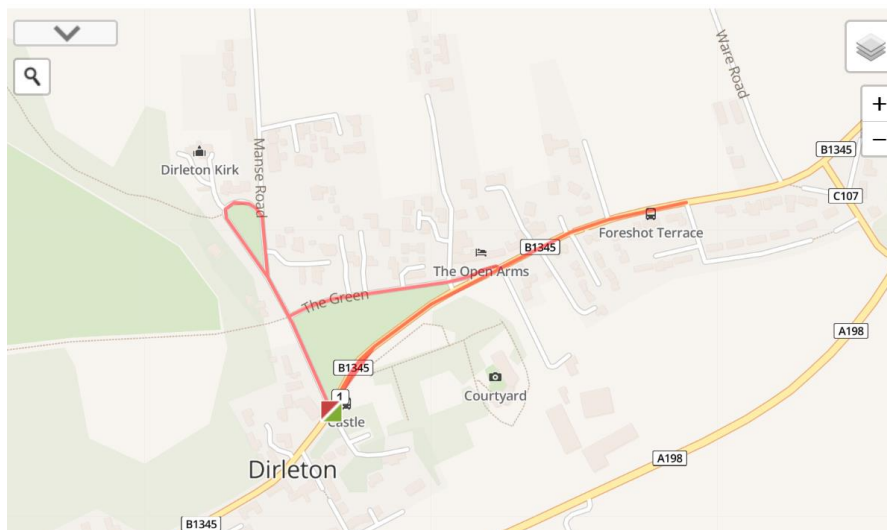 Ware Road
+
−
Dirleton Kirk
Manse Road
B1345
C107
Foreshot Terrace
B1345
The Open Arms
The Green
A198
B1345
Courtyard
1
Castle
Dirleton
A198
B1345